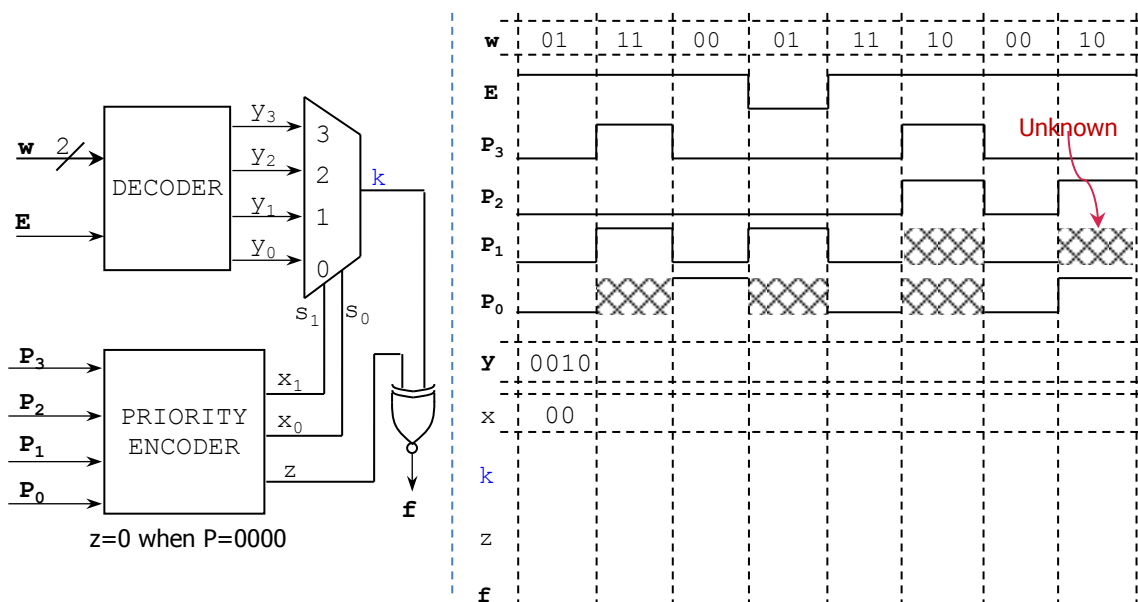 w 2
E
DECODER
y3
y2
y1
y0
3
2
1
0
k
s1 s0
P3
P2
P1
P0
PRIORITY
ENCODER
x1
x0
z
f
z=0 when P=0000
w 01 11 00 01 11 10 00 10
E
P3
Unknown
P2
P1
P0
y 0010
x 00
k
z
f